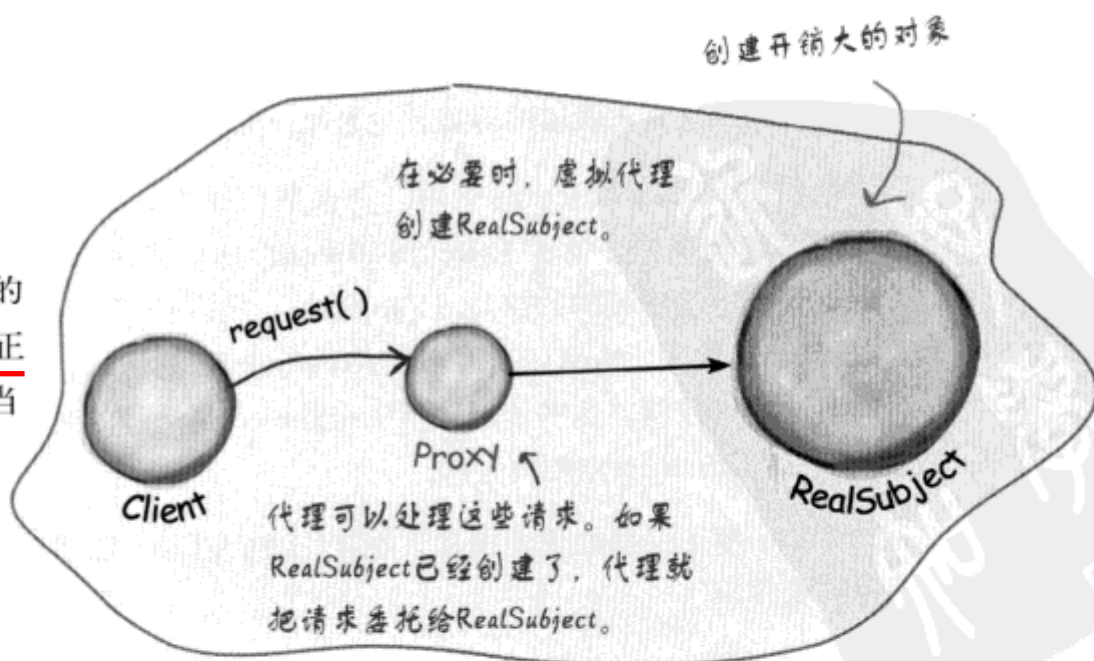 创建开销大的对象
在必要时，虚拟代理
创建RealSubject。
的
正
当
request()
Client
Proxy
RealSubject
代理可以处理这些请求。如果
RealSubject已经创建了，代理就
把请求委托给RealSubject。